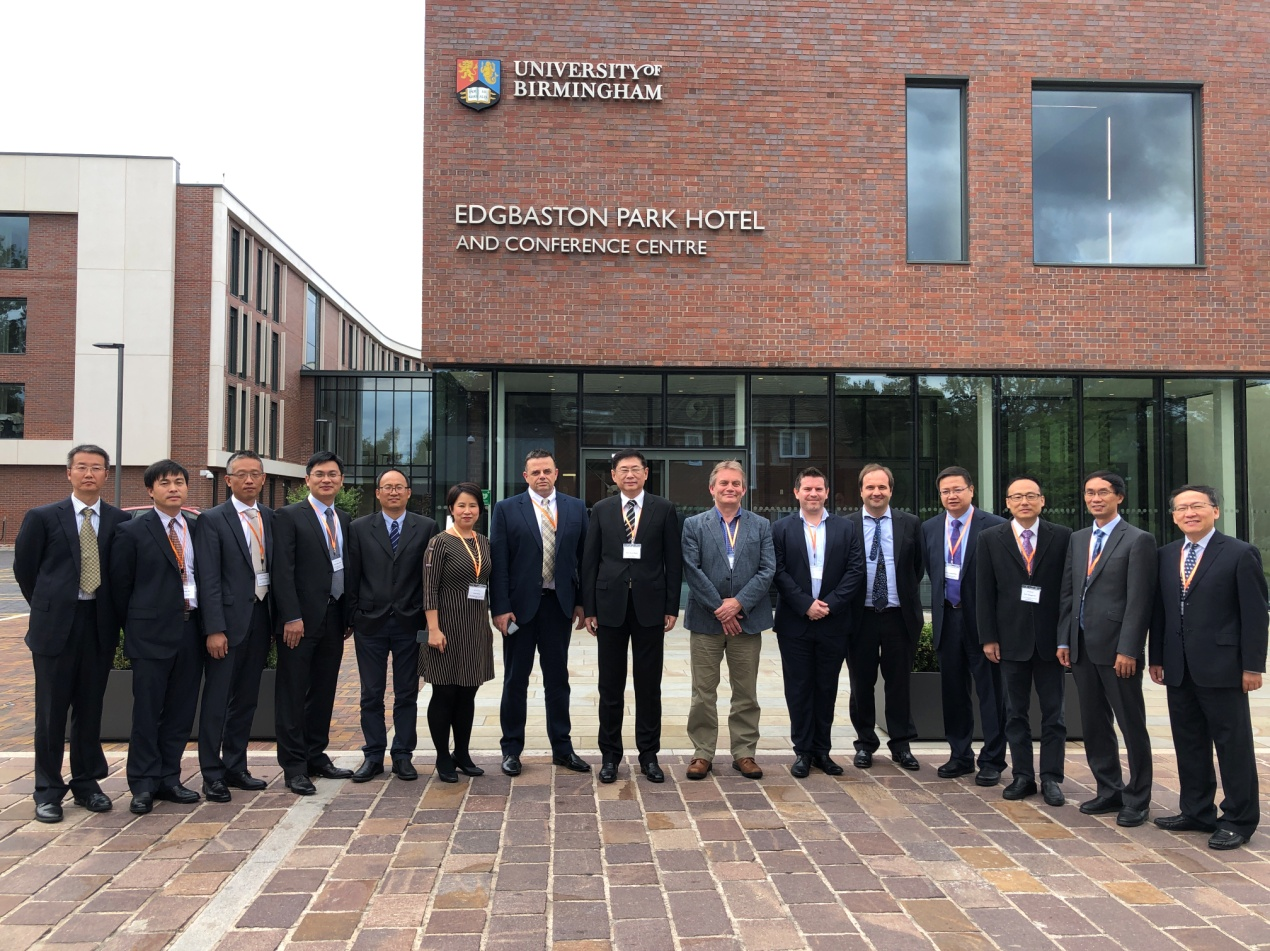 UNIVERSITY OF
BIRMINGHAM
EDGBASTON PARK HOTEL
AND CONFERENCE CENTRE